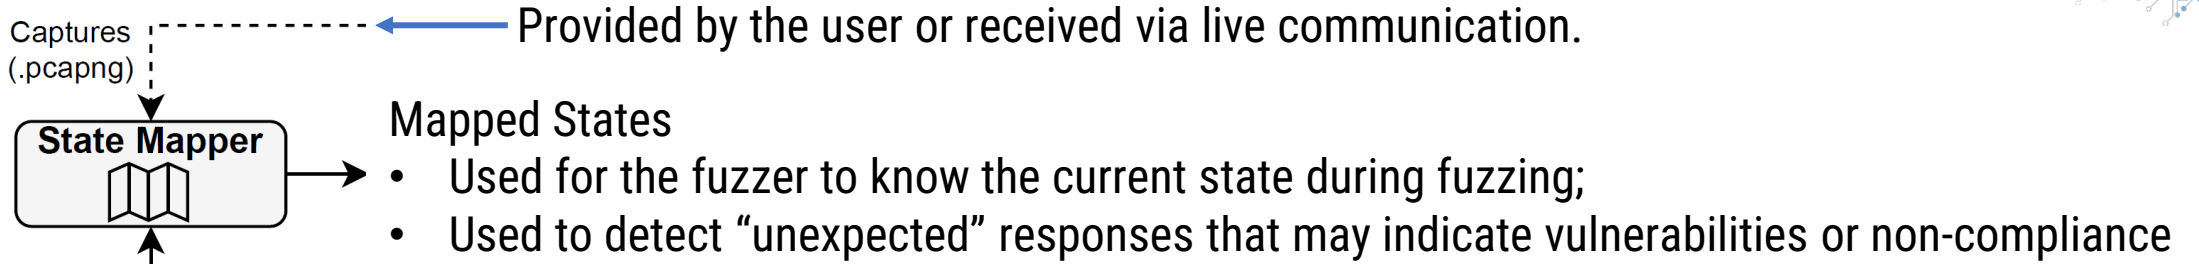 Captures
(.pcapng)
Provided by the user or received via live communication.
State Mapper
Mapped States
• Used for the fuzzer to know the current state during fuzzing;
• Used to detect “unexpected” responses that may indicate vulnerabilities or non-compliance